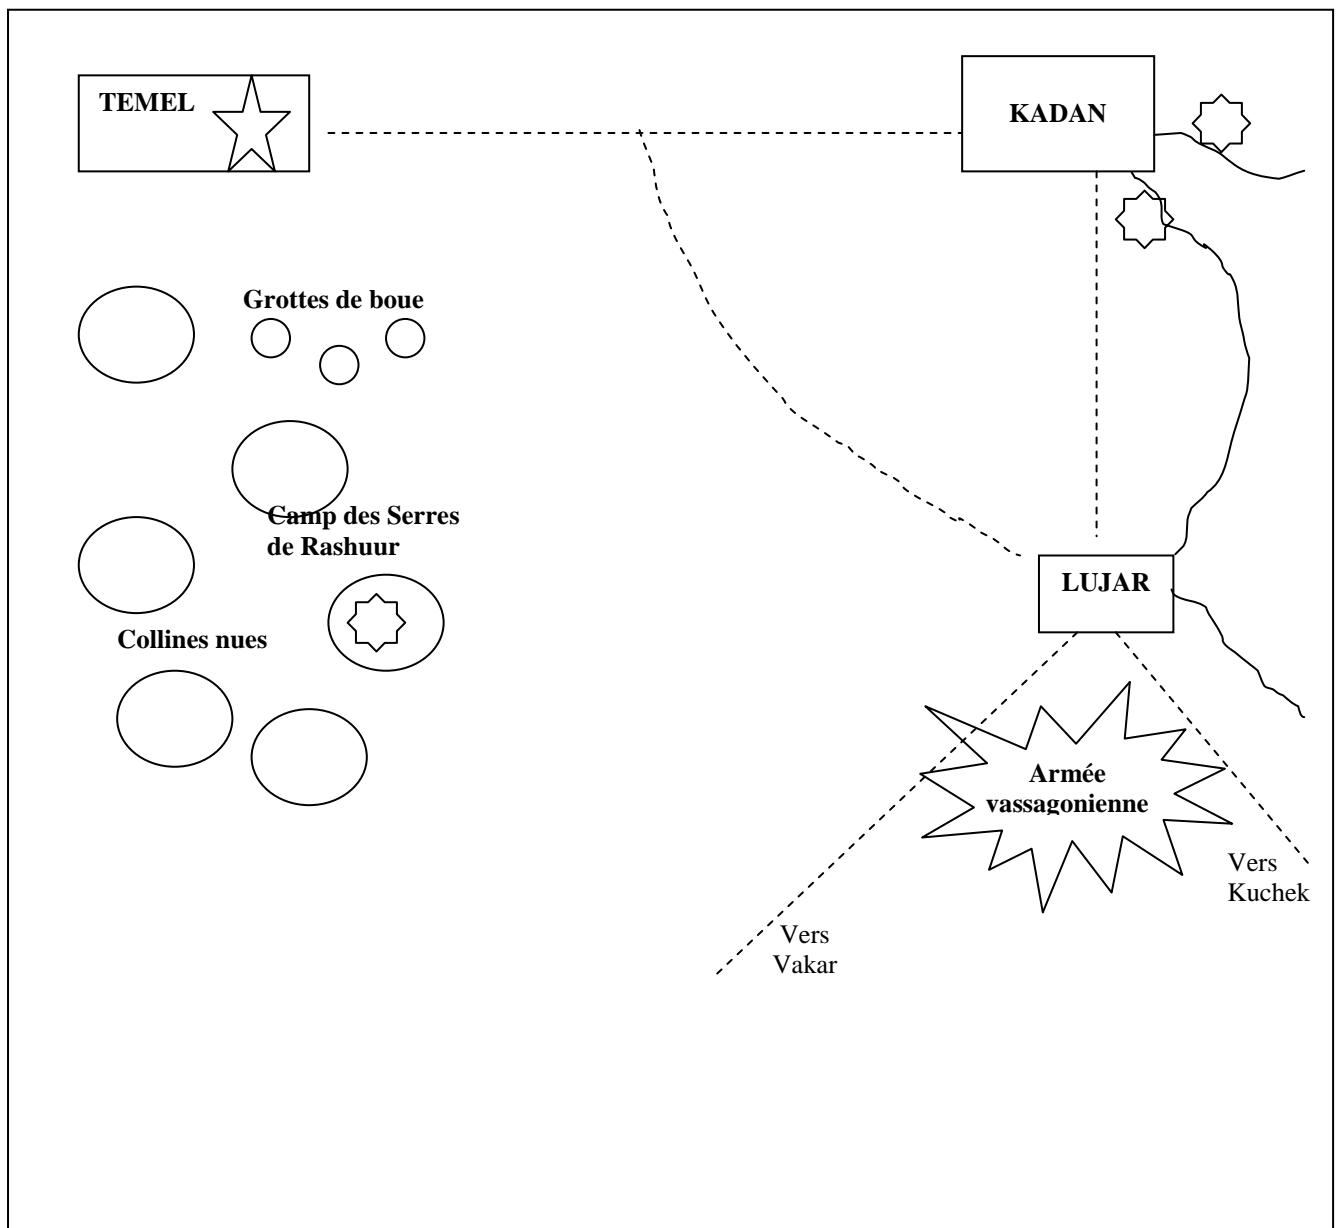 TEMEL
KADAN
Grottes de boue
Camp des Serres
de Rashuur
LUJAR
Collines nues
Armée
vassagonienne
Vers
Kuchek
Vers
Vakar